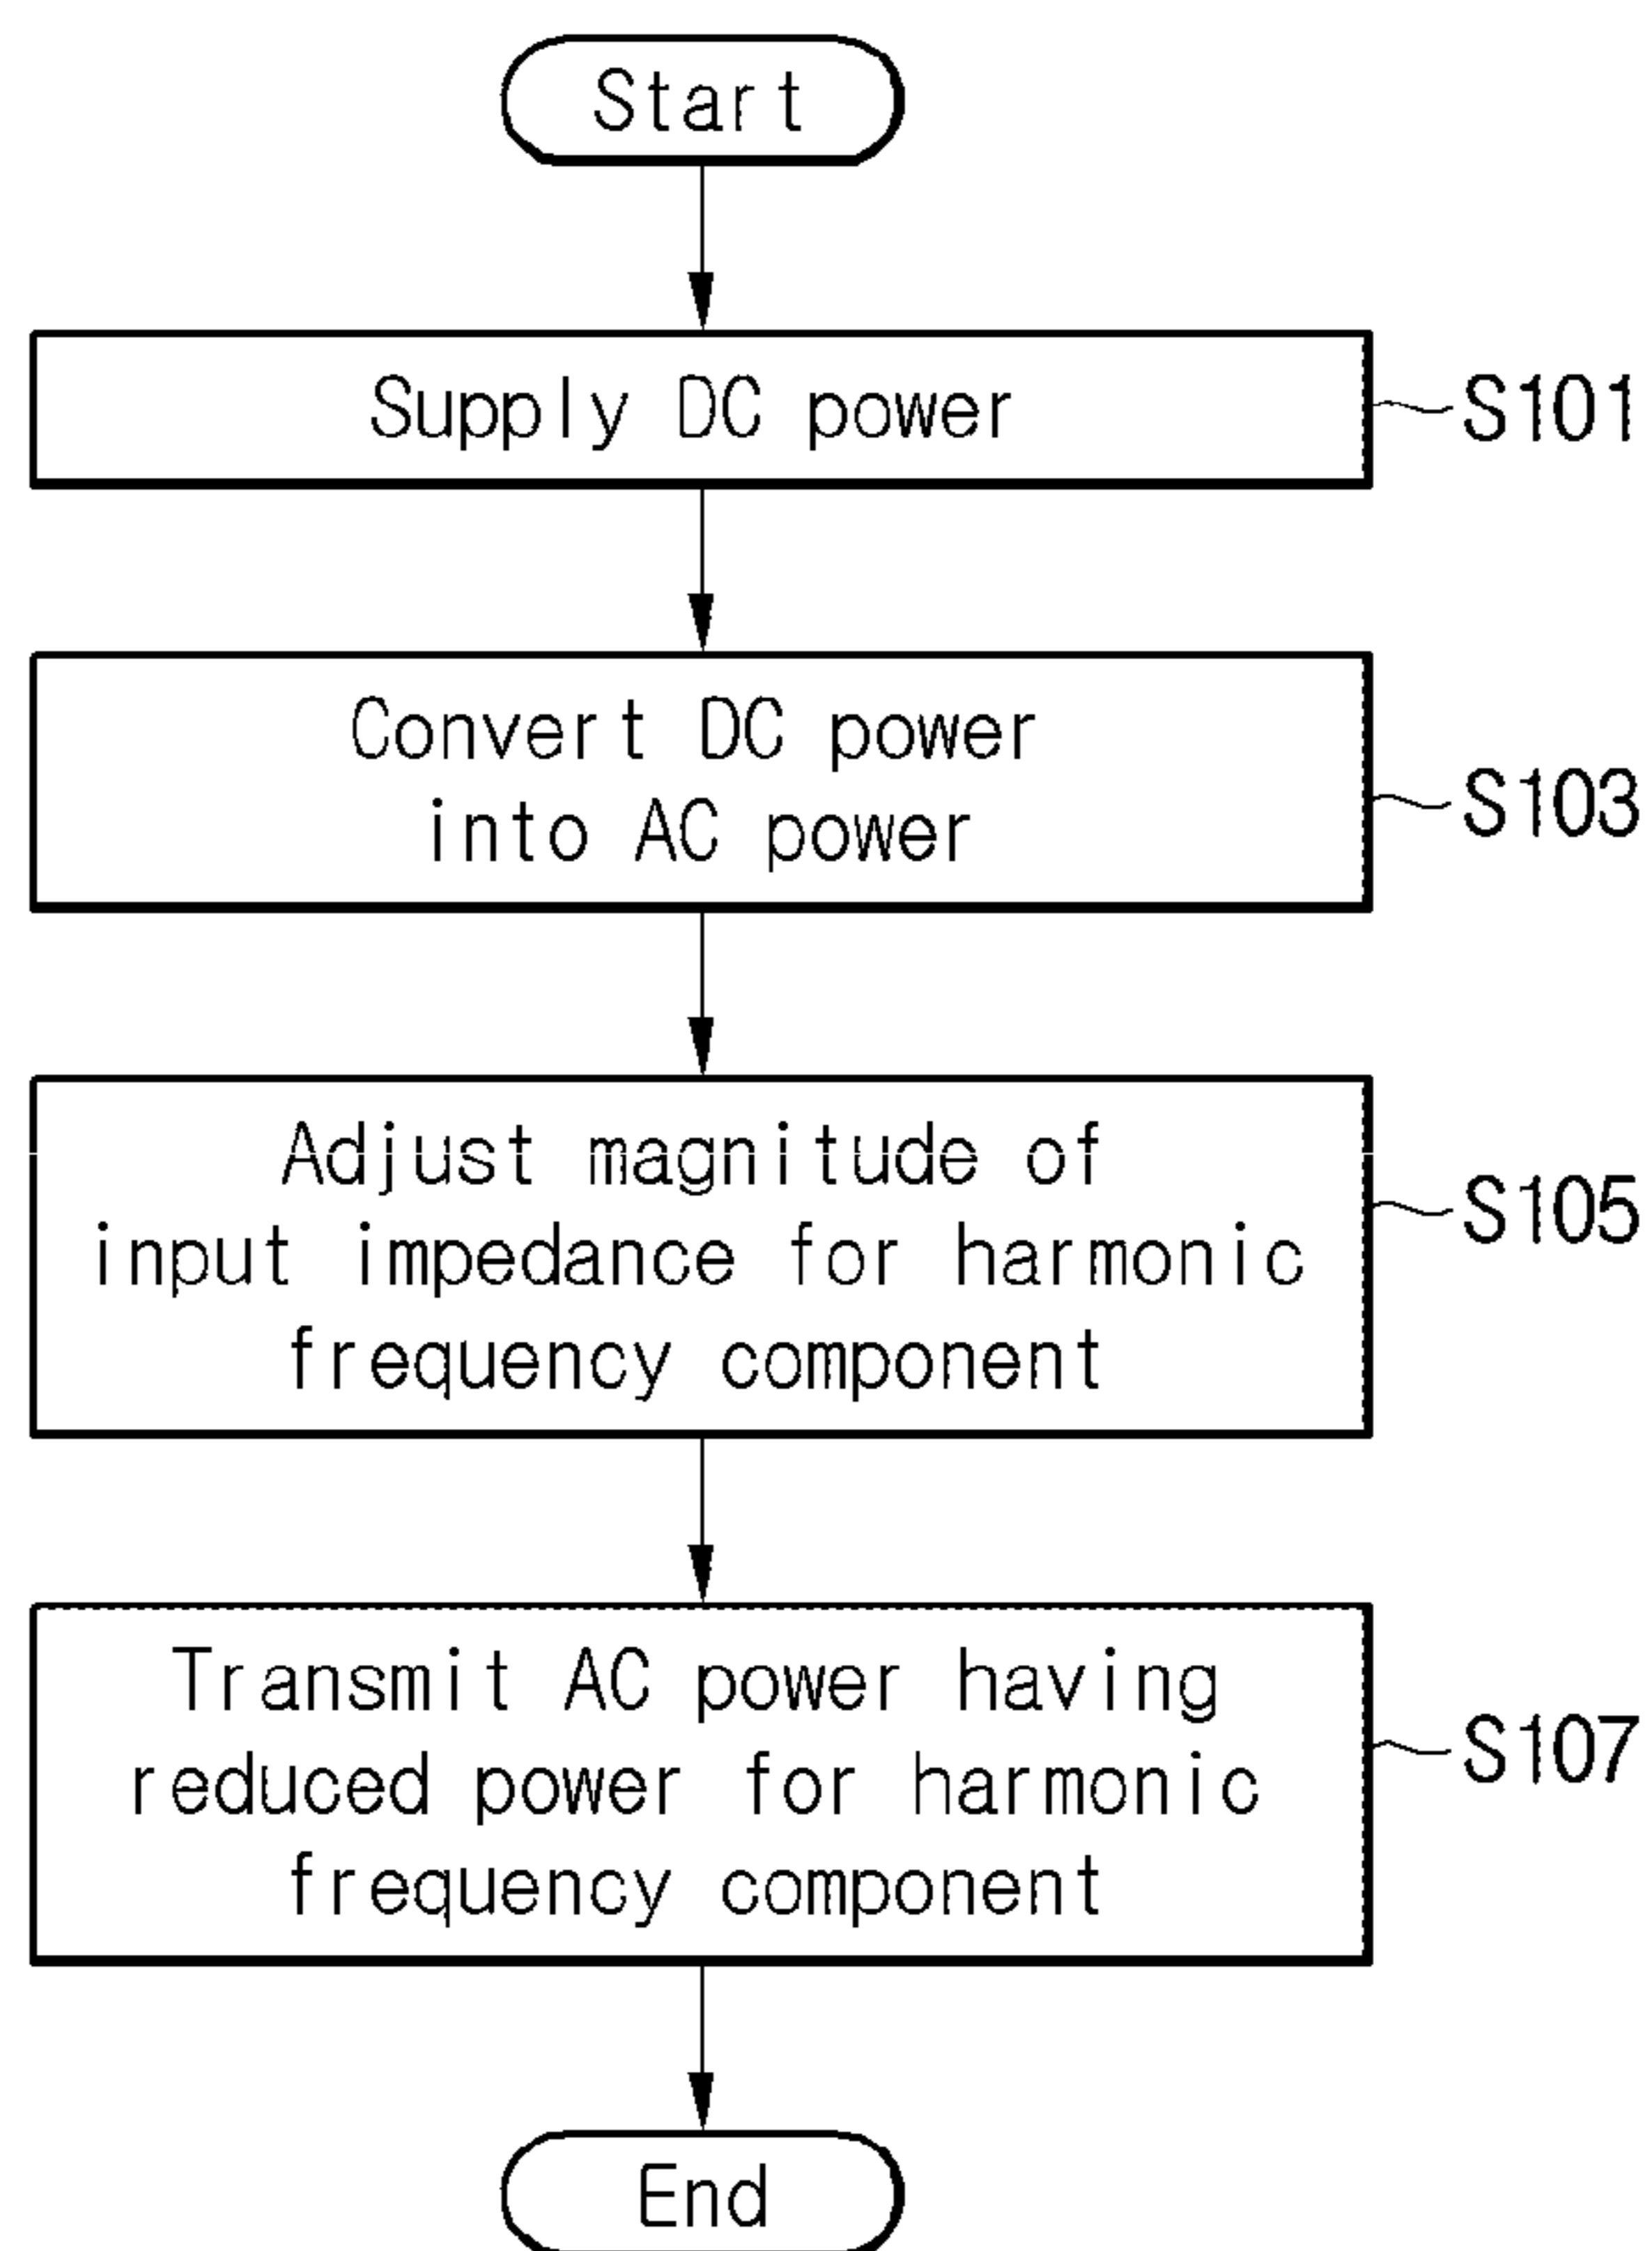 Start
Supply DC power
S101
Convert DC power
into AC power
S103
Adjust magnitude of
input impedance for harmonic
frequency component
S105
Transmit AC power having
reduced power for harmonic
frequency component
S107
End